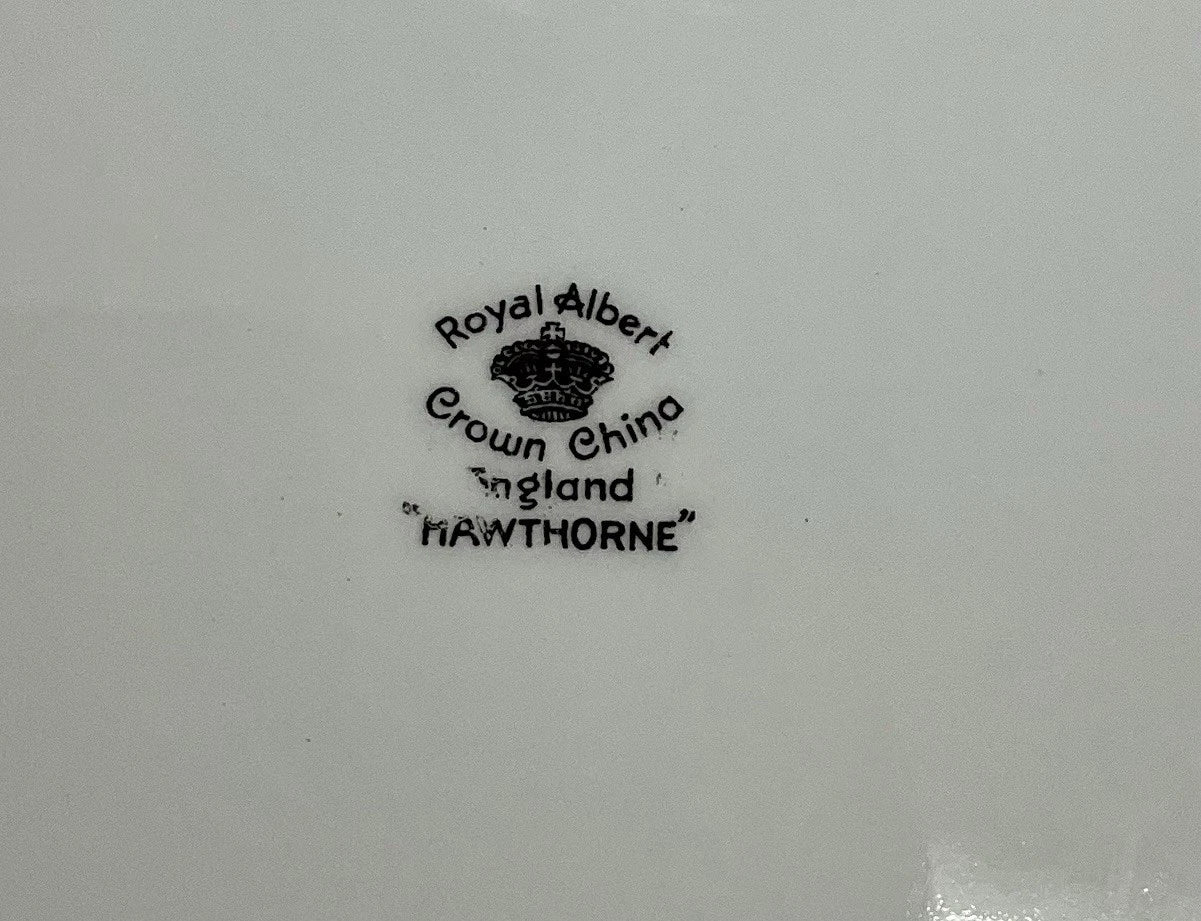 Royal Albert
Crown China
England
"HAWTHORNE"